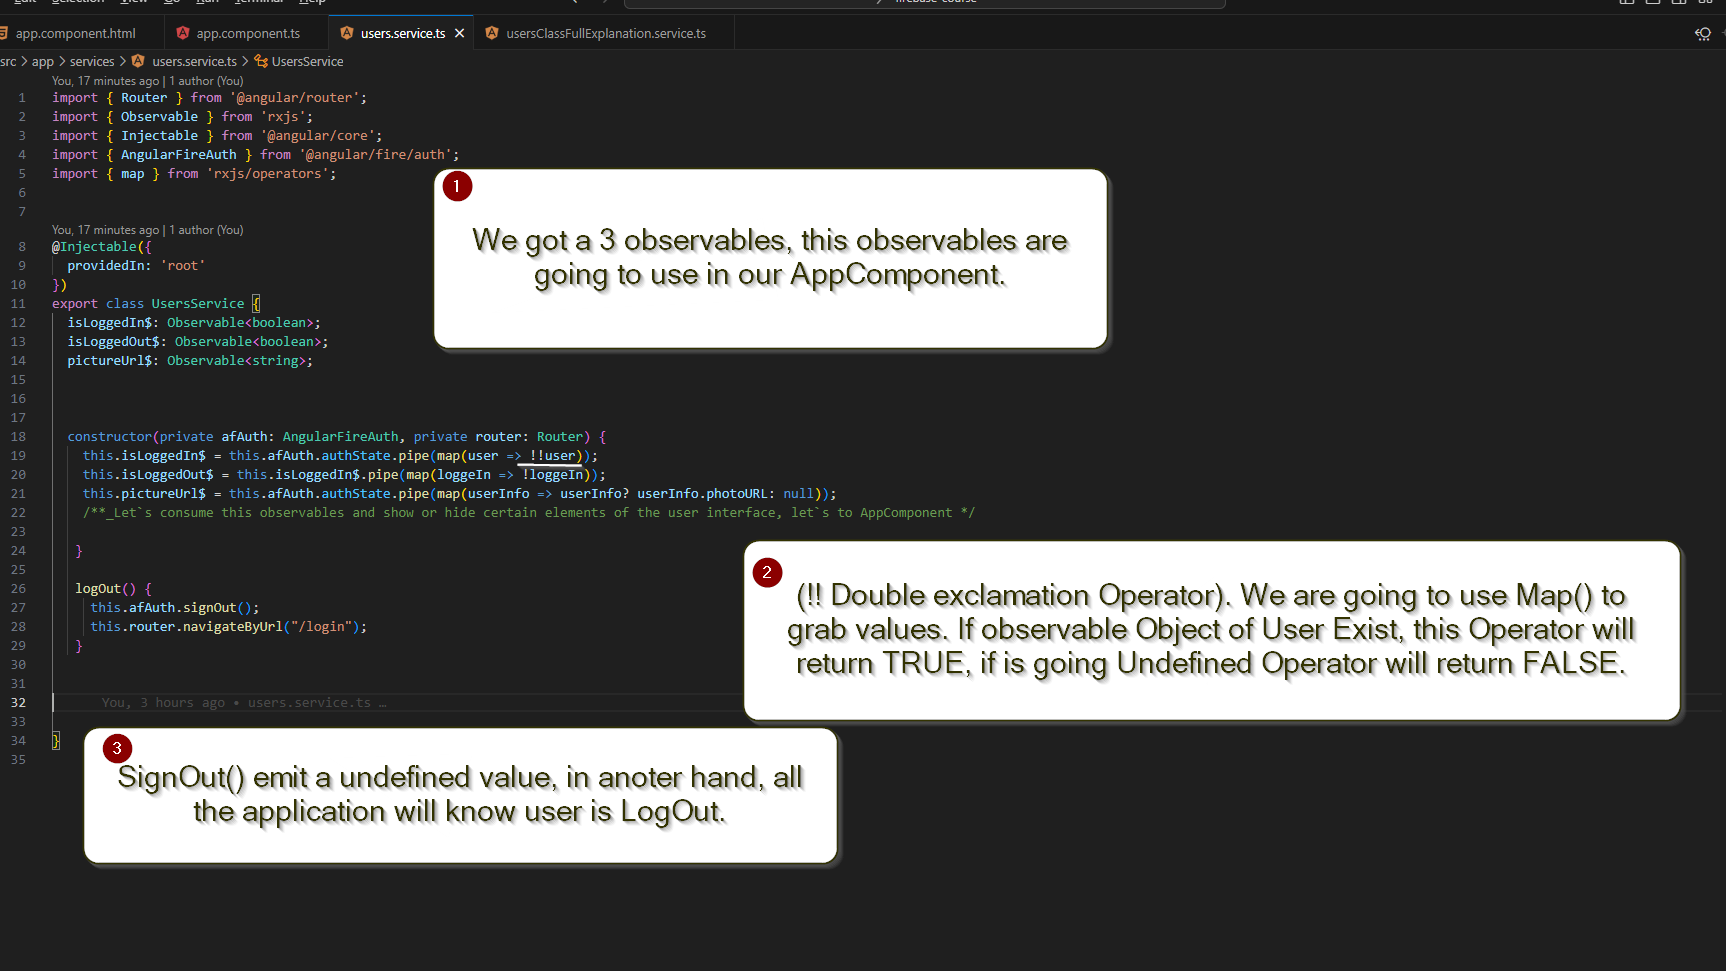 Edit Selection View Go Run Terminal Help
firebase-course
app.component.html
app.component.ts
users.service.ts
usersClassFullExplanation.service.ts
src > app > services > users.service.ts > UsersService
You, 17 minutes ago | 1 author (You)
1 import { Router } from '@angular/router';
2 import { Observable } from 'rxjs';
3 import { Injectable } from '@angular/core';
4 import { AngularFireAuth } from '@angular/fire/auth';
5 import { map } from 'rxjs/operators';
6
7
You, 17 minutes ago | 1 author (You)
8 @Injectable({
9 providedIn: 'root'
10 })
11 export class UsersService {
12 isLoggedIn$: Observable<boolean>;
13 isLoggedOut$: Observable<boolean>;
14 pictureUrl$: Observable<string>;
15
16
17
18 constructor(private afAuth: AngularFireAuth, private router: Router) {
19 this.isLoggedIn$ = this.afAuth.authState.pipe(map(user => !!user));
20 this.isLoggedOut$ = this.isLoggedIn$.pipe(map(loggeIn => !loggeIn));
21 this.pictureUrl$ = this.afAuth.authState.pipe(map(userInfo => userInfo? userInfo.photoURL: null));
22 /**_Let`s consume this observables and show or hide certain elements of the user interface, let`s to AppComponent */
23
24 }
25
26 logOut() {
27 this.afAuth.signOut();
28 this.router.navigateByUrl("/login");
29 }
30
31
32 You, 3 hours ago • users.service.ts …
33
34 }
35
1
We got a 3 observables, this observables are
going to use in our AppComponent.
2
(!! Double exclamation Operator). We are going to use Map() to
grab values. If observable Object of User Exist, this Operator will
return TRUE, if is going Undefined Operator will return FALSE.
3
SignOut() emit a undefined value, in anoter hand, all
the application will know user is LogOut.